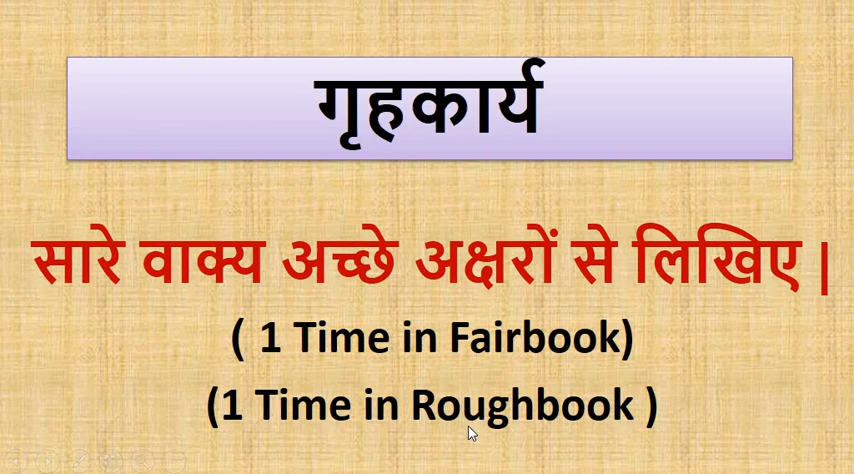 गृहकार्य
सारे वाक्य अच्छे अक्षरों से लिखिए |
( 1 Time in Fairbook)
(1 Time in Roughbook )